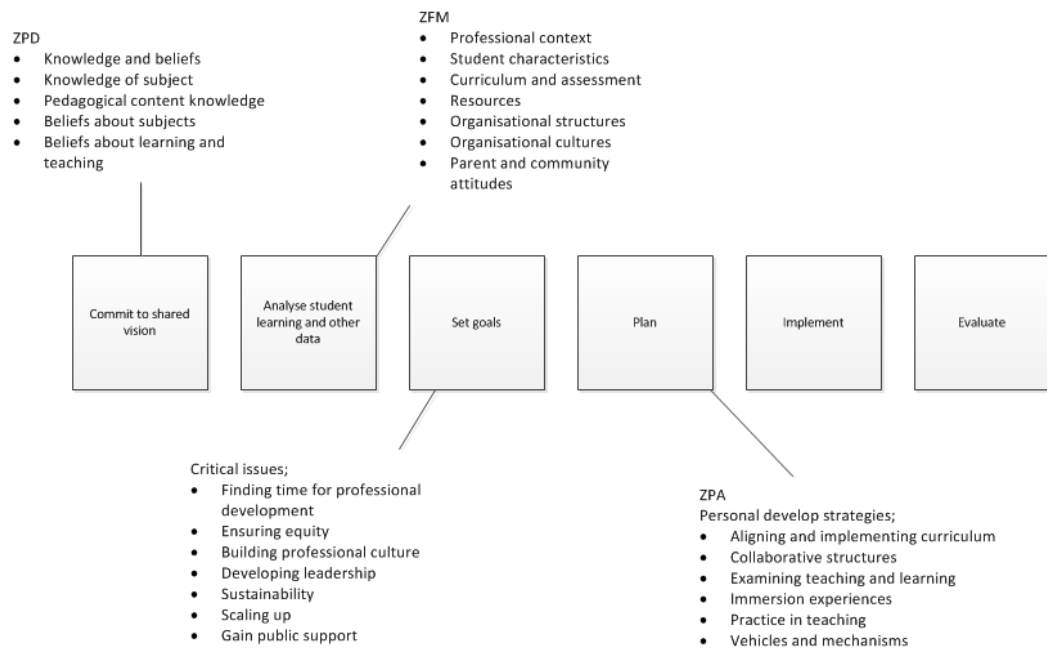 ZPD
• Knowledge and beliefs
• Knowledge of subject
• Pedagogical content knowledge
• Beliefs about subjects
• Beliefs about learning and
teaching
ZFM
• Professional context
• Student characteristics
• Curriculum and assessment
• Resources
• Organisational structures
• Organisational cultures
• Parent and community
attitudes
Commit to shared
vision
Analyse student
learning and other
data
Set goals
Plan
Implement
Evaluate
Critical issues;
• Finding time for professional
development
• Ensuring equity
• Building professional culture
• Developing leadership
• Sustainability
• Scaling up
• Gain public support
ZPA
Personal develop strategies;
• Aligning and implementing curriculum
• Collaborative structures
• Examining teaching and learning
• Immersion experiences
• Practice in teaching
• Vehicles and mechanisms